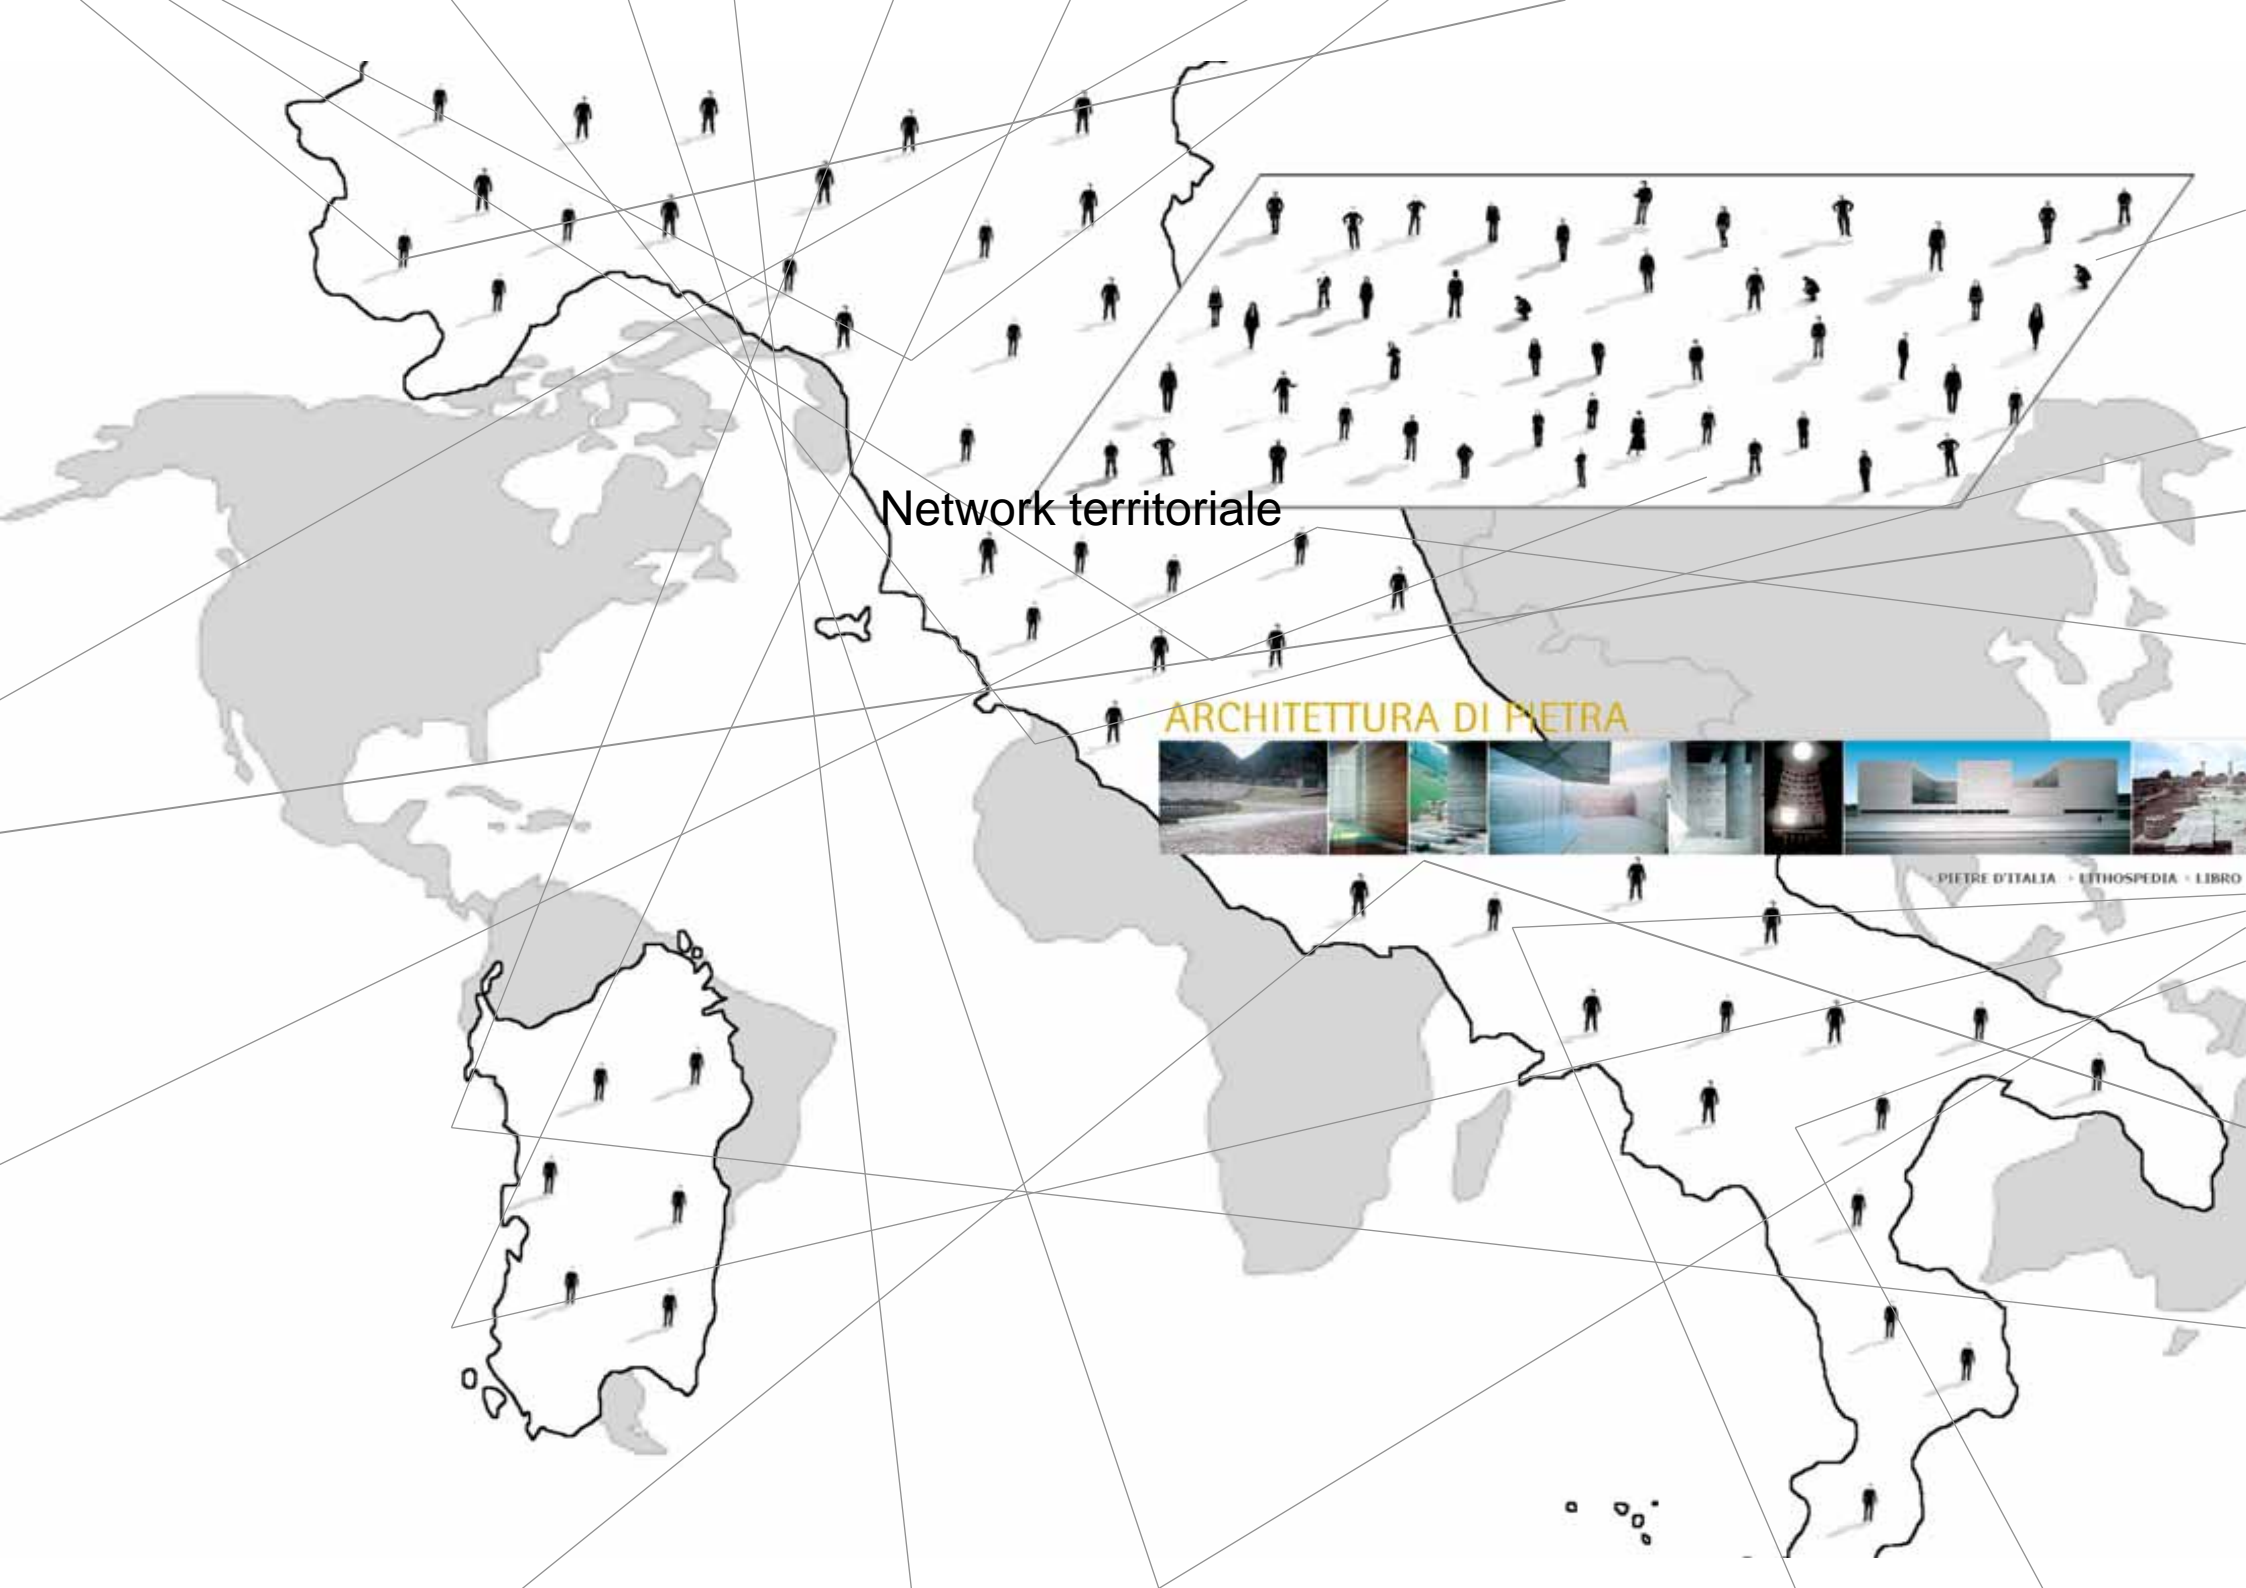 Network territoriale
ARCHITETTURA DI PIETRA
◦ PIETRE D'ITALIA ◦ LITHOSPEDIA ◦ LIBRO